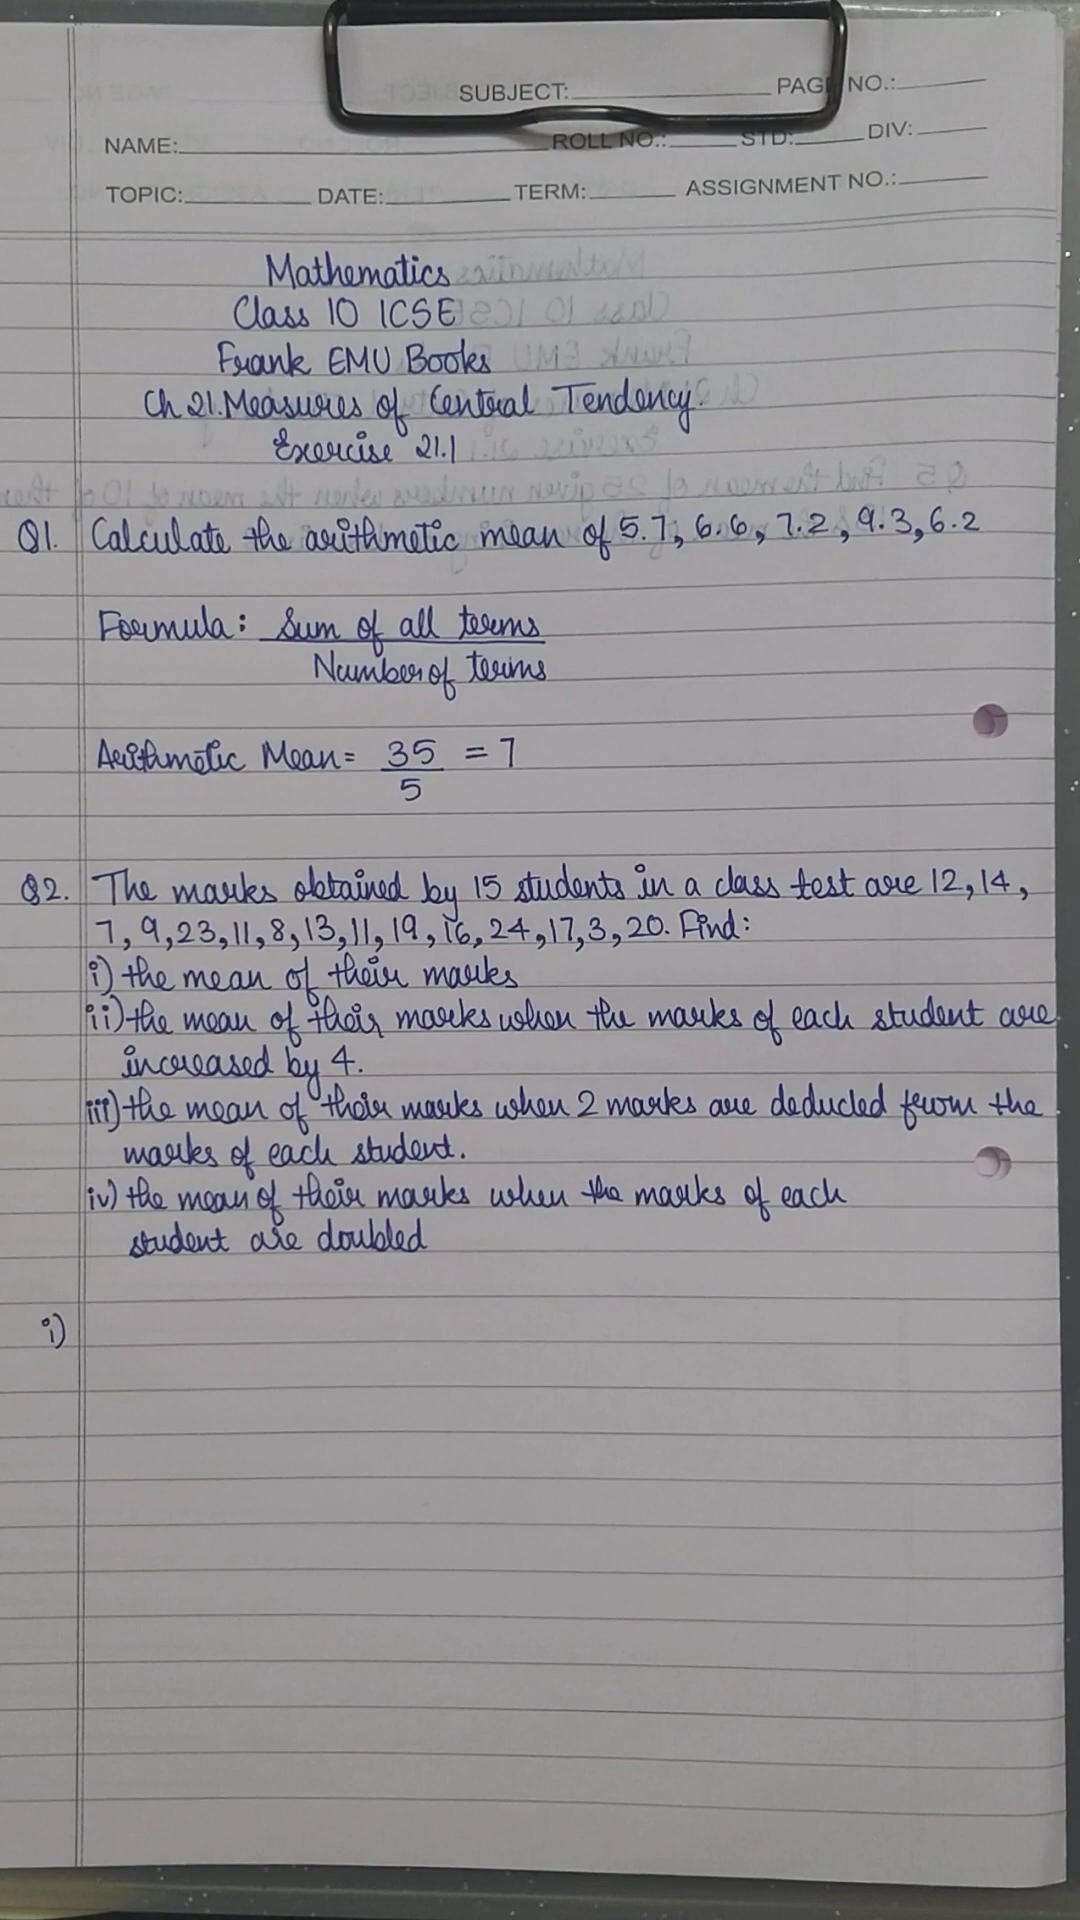 SUBJECT: PAGE NO.:
NAME: ROLL NO.: STD: DIV:
TOPIC: DATE: TERM: ASSIGNMENT NO.:
Mathematics
Class 10 ICSE
Frank EMU Books
Ch 21. Measures of Central Tendency.
Exercise 21.1
Q1. Calculate the arithmetic mean of 5.7, 6.6, 7.2, 9.3, 6.2
Formula: Sum of all terms
Number of terms
Arithmetic Mean = 35 = 7
5
Q2. The marks obtained by 15 students in a class test are 12, 14,
7, 9, 23, 11, 8, 13, 11, 19, 16, 24, 17, 3, 20. Find:
i) the mean of their marks
ii) the mean of their marks when the marks of each student are
increased by 4.
iii) the mean of their marks when 2 marks are deducted from the
marks of each student.
iv) the mean of their marks when the marks of each
student are doubled
i)